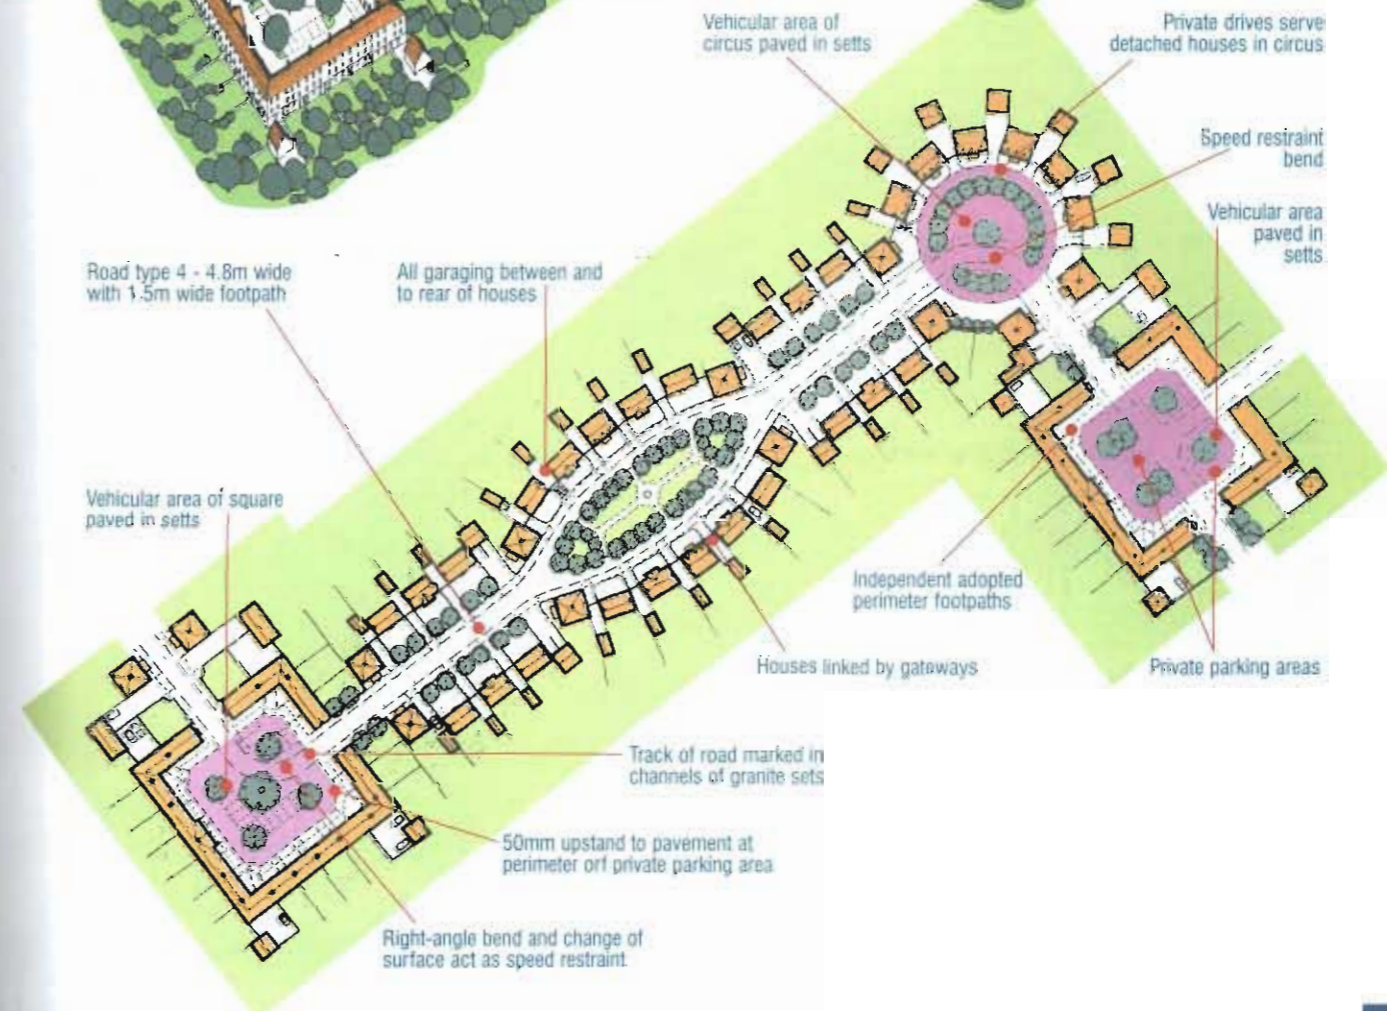 Vehicular area of
circus paved in setts
Private drives serve
detached houses in circus
Speed restraint
bend
Vehicular area
paved in
setts
Road type 4 - 4.8m wide
with 1.5m wide footpath
All garaging between and
to rear of houses
Vehicular area of square
paved in setts
Independent adopted
perimeter footpaths
Houses linked by gateways
Private parking areas
Track of road marked in
channels of granite sets
50mm upstand to pavement at
perimeter orf private parking area
Right-angle bend and change of
surface act as speed restraint